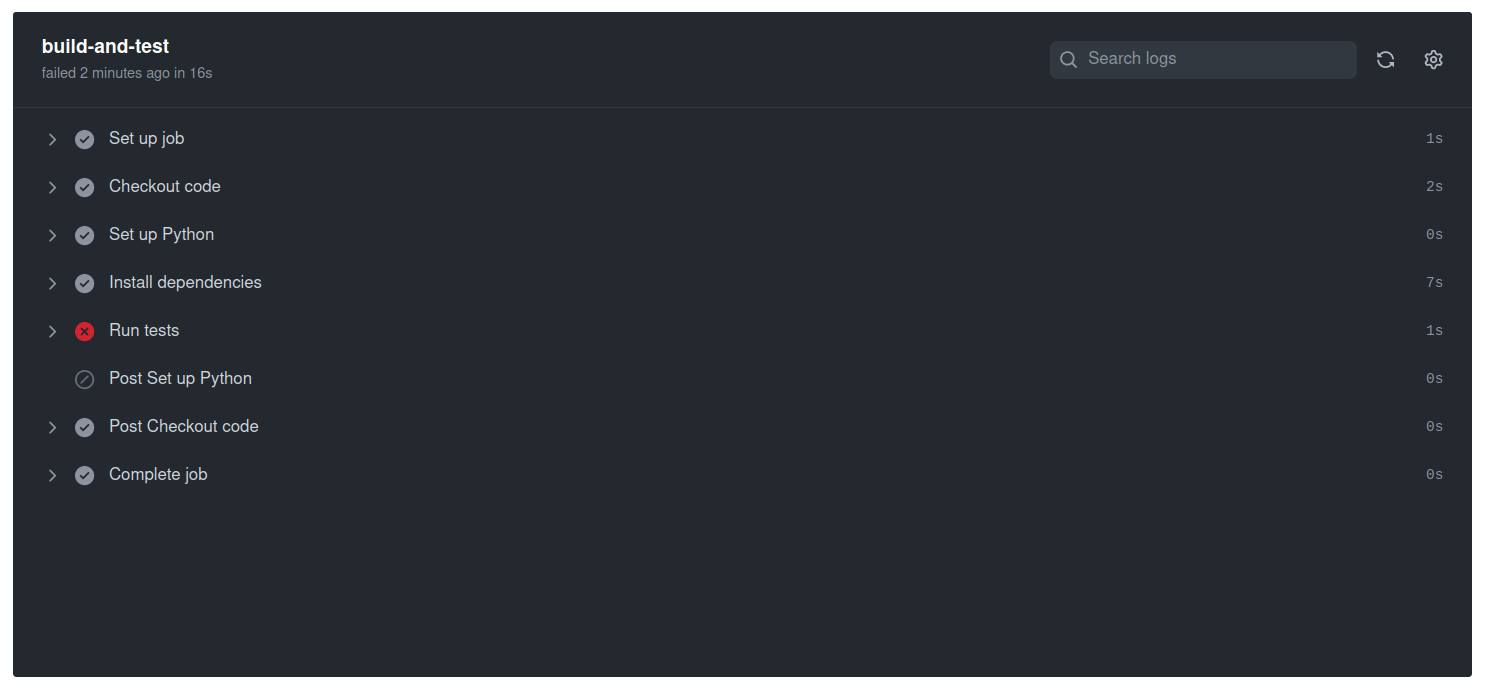 build-and-test
failed 2 minutes ago in 16s
Search logs
Set up job 1s
Checkout code 2s
Set up Python 0s
Install dependencies 7s
Run tests 1s
Post Set up Python 0s
Post Checkout code 0s
Complete job 0s